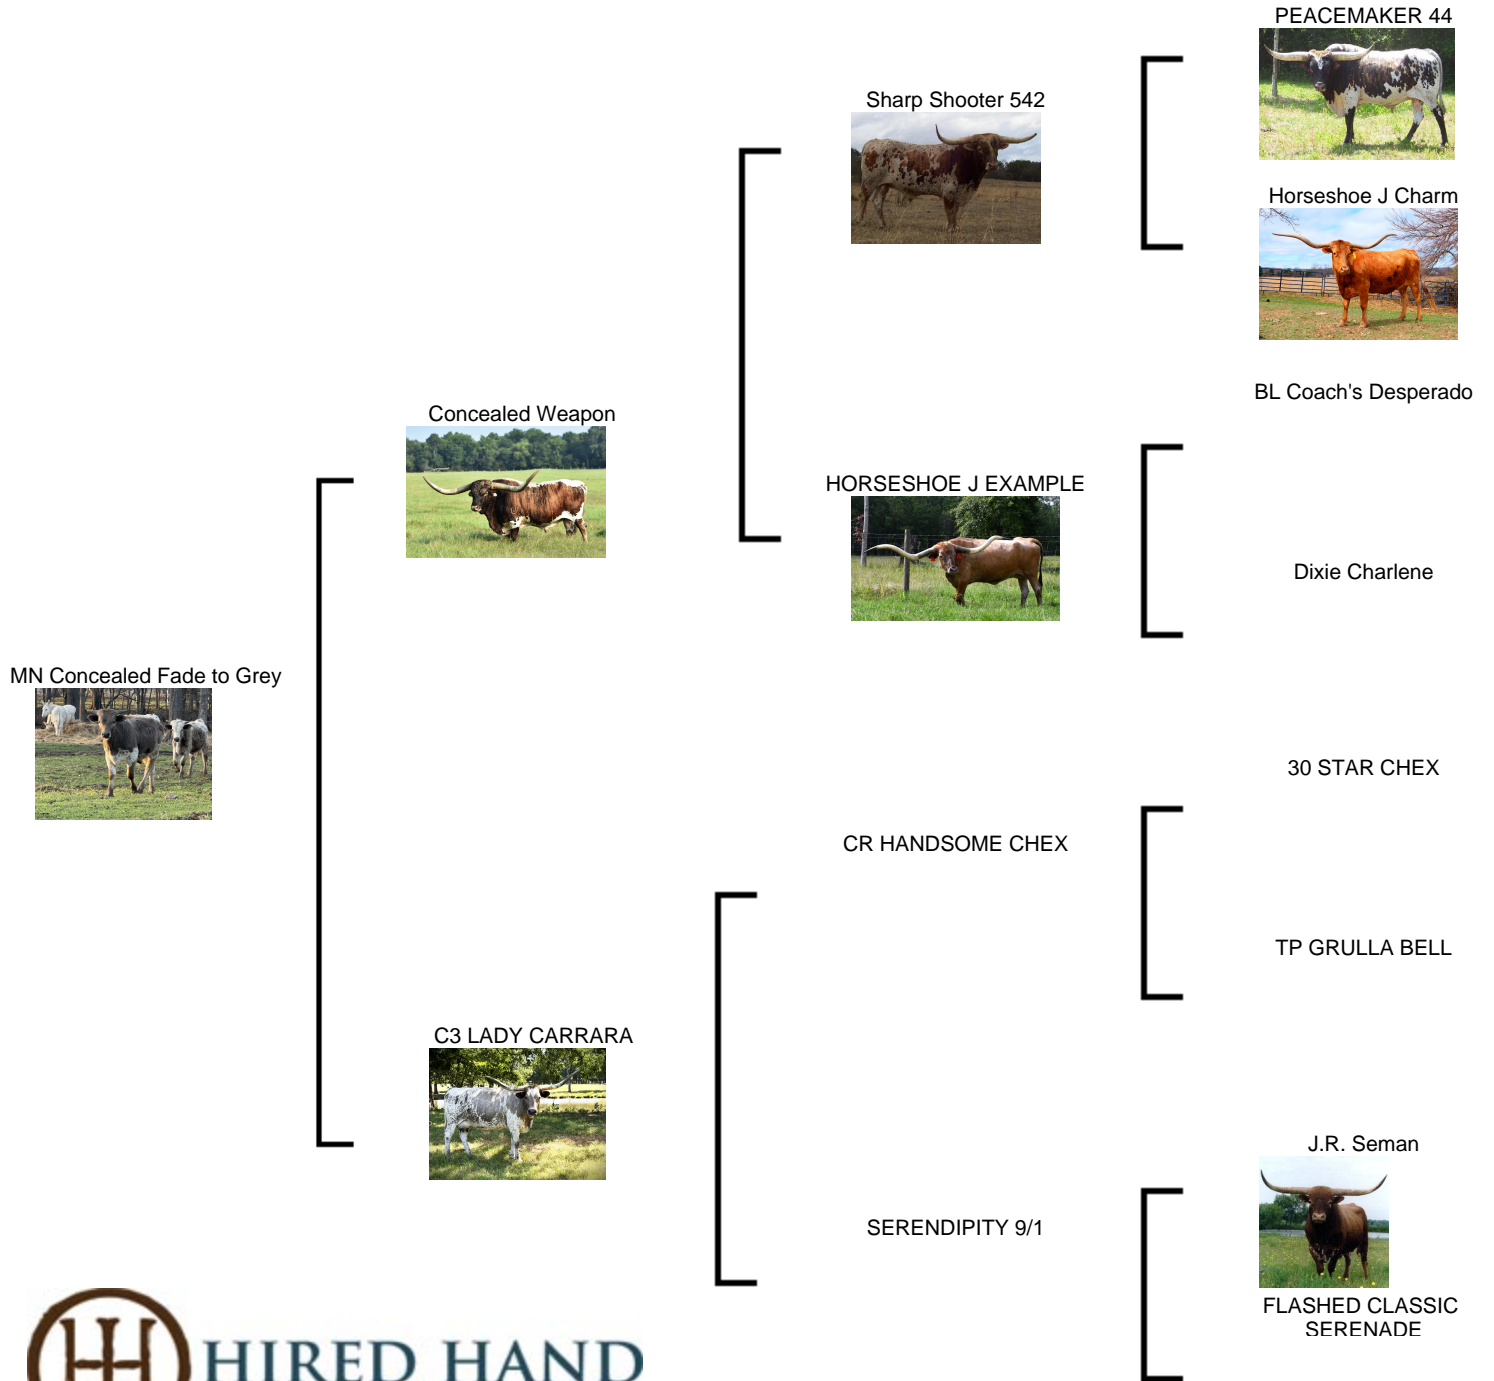 PEACEMAKER 44
Sharp Shooter 542
Horseshoe J Charm
BL Coach's Desperado
Concealed Weapon
HORSESHOE J EXAMPLE
Dixie Charlene
MN Concealed Fade to Grey
30 STAR CHEX
CR HANDSOME CHEX
TP GRULLA BELL
C3 LADY CARRARA
J.R. Seman
SERENDIPITY 9/1
FLASHED CLASSIC
SERENADE
HIRED HAND